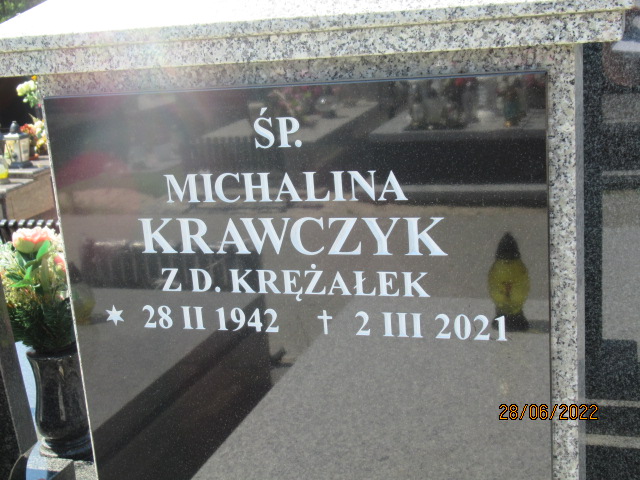 ŚP.
MICHALINA
KRAWCZYK
Z D. KRĘŻAŁEK
✶ 28 II 1942 † 2 III 2021
28/06/2022